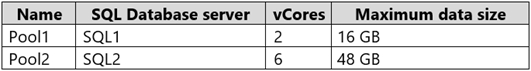 Name SQL Database server vCores Maximum data size
Pool1 SQL1 2 16 GB
Pool2 SQL2 6 48 GB